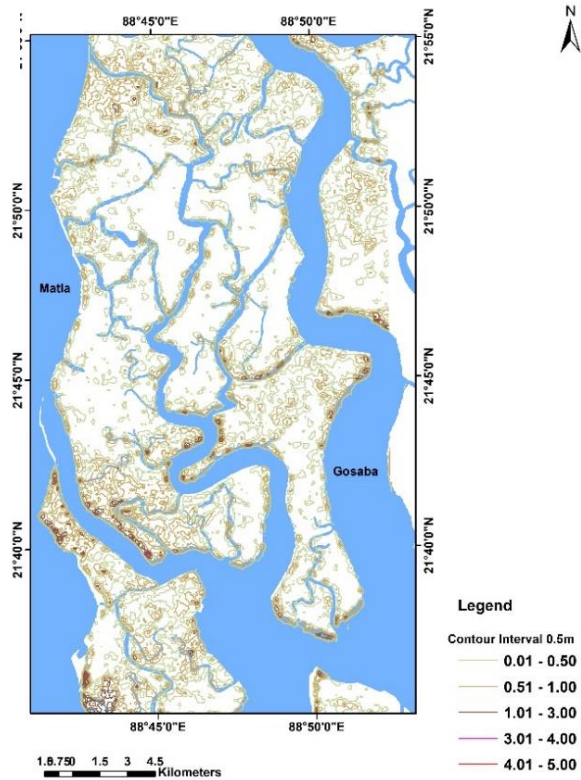 N
88°45'0"E 88°50'0"E
21°55'0"N
21°50'0"N 21°50'0"N
Matla
21°45'0"N 21°45'0"N
Gosaba
21°40'0"N 21°40'0"N
88°45'0"E 88°50'0"E
Legend
Contour Interval 0.5m
0.01 - 0.50
0.51 - 1.00
1.01 - 3.00
3.01 - 4.00
4.01 - 5.00
1.5 3 4.5
Kilometers